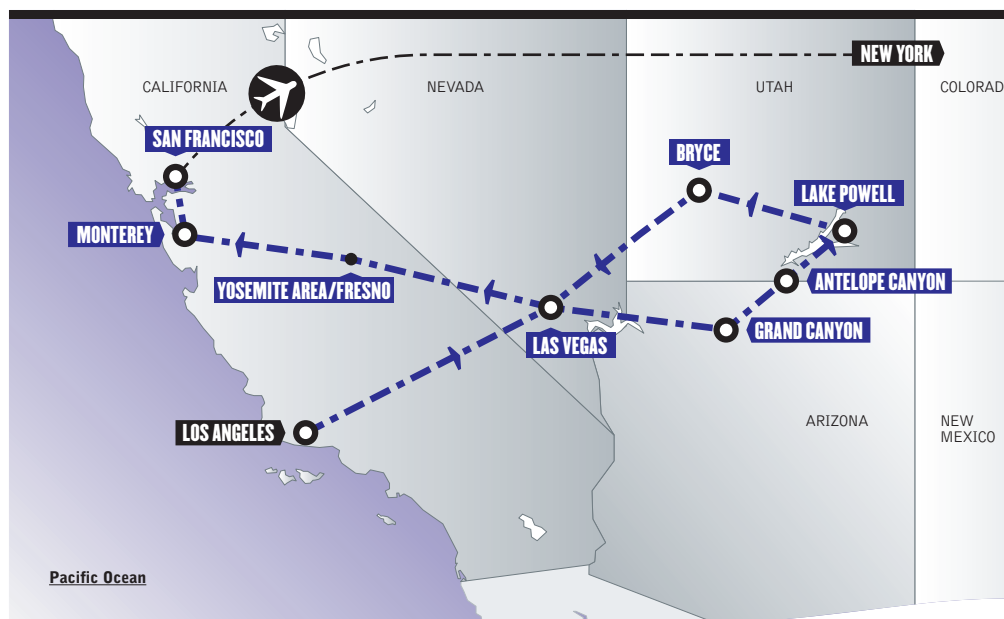 NEW YORK
CALIFORNIA
NEVADA
UTAH
COLORAD
SAN FRANCISCO
BRYCE
LAKE POWELL
MONTEREY
YOSEMITE AREA/FRESNO
ANTELOPE CANYON
GRAND CANYON
LAS VEGAS
LOS ANGELES
ARIZONA
NEW
MEXICO
Pacific Ocean